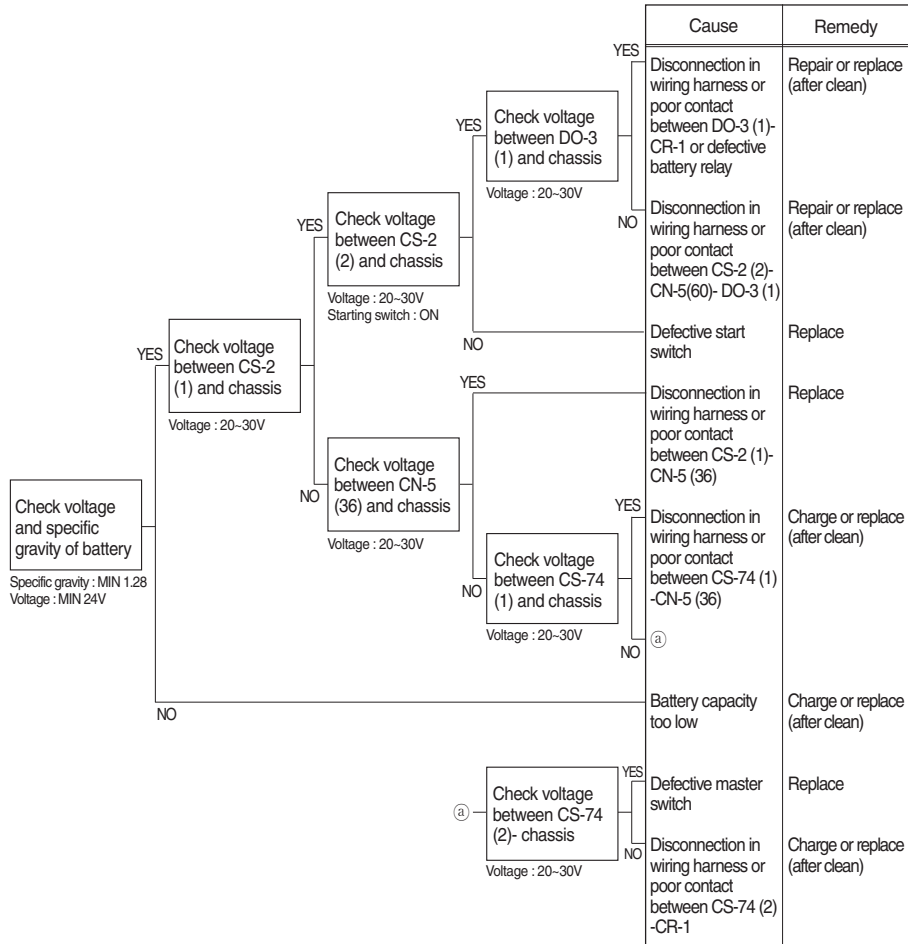 Cause
Remedy
YES
Disconnection in
wiring harness or
poor contact
between DO-3 (1)-
CR-1 or defective
battery relay
Repair or replace
(after clean)
YES
Check voltage
between DO-3
(1) and chassis
Voltage : 20~30V
NO
Disconnection in
wiring harness or
poor contact
between CS-2 (2)-
CN-5(60)- DO-3 (1)
Repair or replace
(after clean)
YES
Check voltage
between CS-2
(2) and chassis
Voltage : 20~30V
Starting switch : ON
NO
Defective start
switch
Replace
YES
Check voltage
between CS-2
(1) and chassis
Voltage : 20~30V
YES
Disconnection in
wiring harness or
poor contact
between CS-2 (1)-
CN-5 (36)
Replace
NO
Check voltage
between CN-5
(36) and chassis
Voltage : 20~30V
Check voltage
and specific
gravity of battery
Specific gravity : MIN 1.28
Voltage : MIN 24V
YES
Disconnection in
wiring harness or
poor contact
between CS-74 (1)
-CN-5 (36)
Charge or replace
(after clean)
NO
Check voltage
between CS-74
(1) and chassis
Voltage : 20~30V
NO
ⓐ
NO
Battery capacity
too low
Charge or replace
(after clean)
ⓐ
Check voltage
between CS-74
(2)- chassis
Voltage : 20~30V
YES
Defective master
switch
Replace
NO
Disconnection in
wiring harness or
poor contact
between CS-74 (2)
-CR-1
Charge or replace
(after clean)